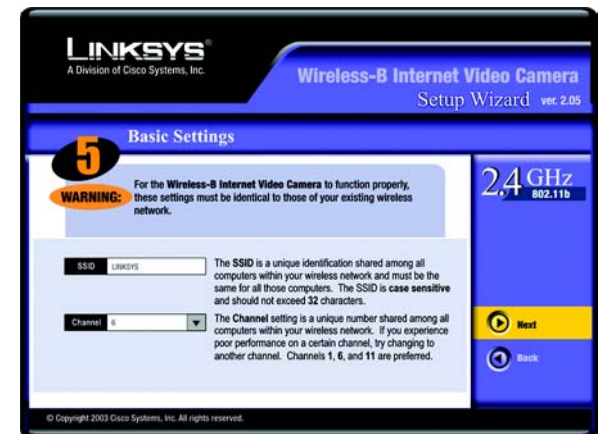 LINKSYS®
A Division of Cisco Systems, Inc.
Wireless-B Internet Video Camera
Setup Wizard ver. 2.05
5
Basic Settings
WARNING:
For the Wireless-B Internet Video Camera to function properly,
these settings must be identical to those of your existing wireless
network.
2.4 GHz
802.11b
SSID LINKSYS
The SSID is a unique identification shared among all
computers within your wireless network and must be the
same for all those computers. The SSID is case sensitive
and should not exceed 32 characters.
Channel 6
The Channel setting is a unique number shared among all
computers within your wireless network. If you experience
poor performance on a certain channel, try changing to
another channel. Channels 1, 6, and 11 are preferred.
Next
Back
© Copyright 2003 Cisco Systems, Inc. All rights reserved.